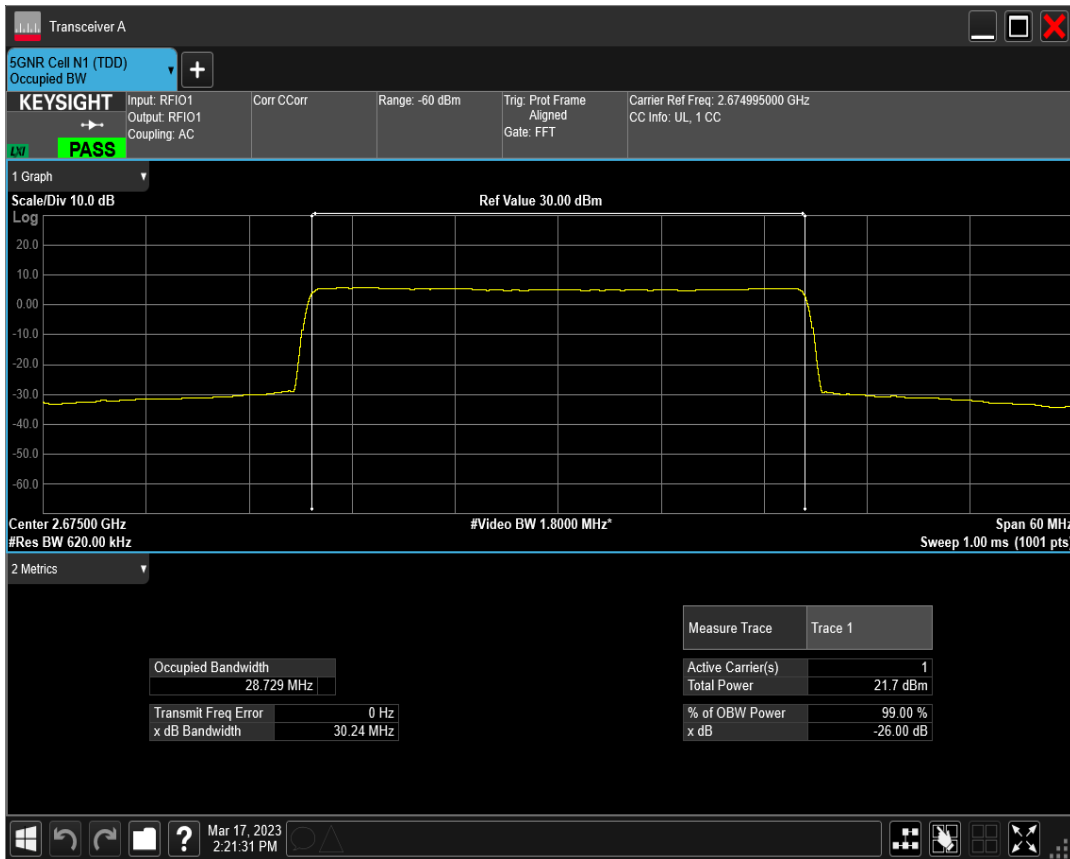 Transceiver A
5GNR Cell N1 (TDD)
Occupied BW
+
KEYSIGHT
LXI
PASS
Input: RFIO1
Output: RFIO1
Coupling: AC
Corr CCorr
Range: -60 dBm
Trig: Prot Frame
Aligned
Gate: FFT
Carrier Ref Freq: 2.674995000 GHz
CC Info: UL, 1 CC
1 Graph
Scale/Div 10.0 dB
Ref Value 30.00 dBm
Log
20.0
10.0
0.00
-10.0
-20.0
-30.0
-40.0
-50.0
-60.0
Center 2.67500 GHz
#Video BW 1.8000 MHz*
Span 60 MHz
#Res BW 620.00 kHz
Sweep 1.00 ms (1001 pts)
2 Metrics
Measure Trace Trace 1
Occupied Bandwidth
28.729 MHz
Active Carrier(s) 1
Total Power 21.7 dBm
Transmit Freq Error 0 Hz
x dB Bandwidth 30.24 MHz
% of OBW Power 99.00 %
x dB -26.00 dB
?
Mar 17, 2023
2:21:31 PM